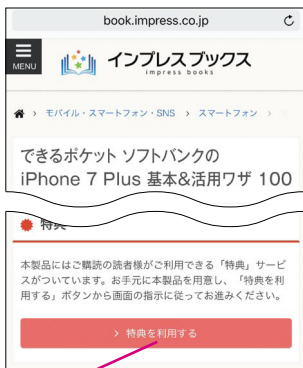 book.impress.co.jp
MENU
インプレスブックス
impress books
モバイル・スマートフォン・SNS > スマートフォン >
できるポケット ソフトバンクの
iPhone 7 Plus 基本&活用ワザ 100
特典
本製品にはご購読の読者様がご利用できる「特典」サービ
スがついています。お手元に本製品を用意し、「特典を利
用する」ボタンから画面の指示に従ってお進みください。
> 特典を利用する